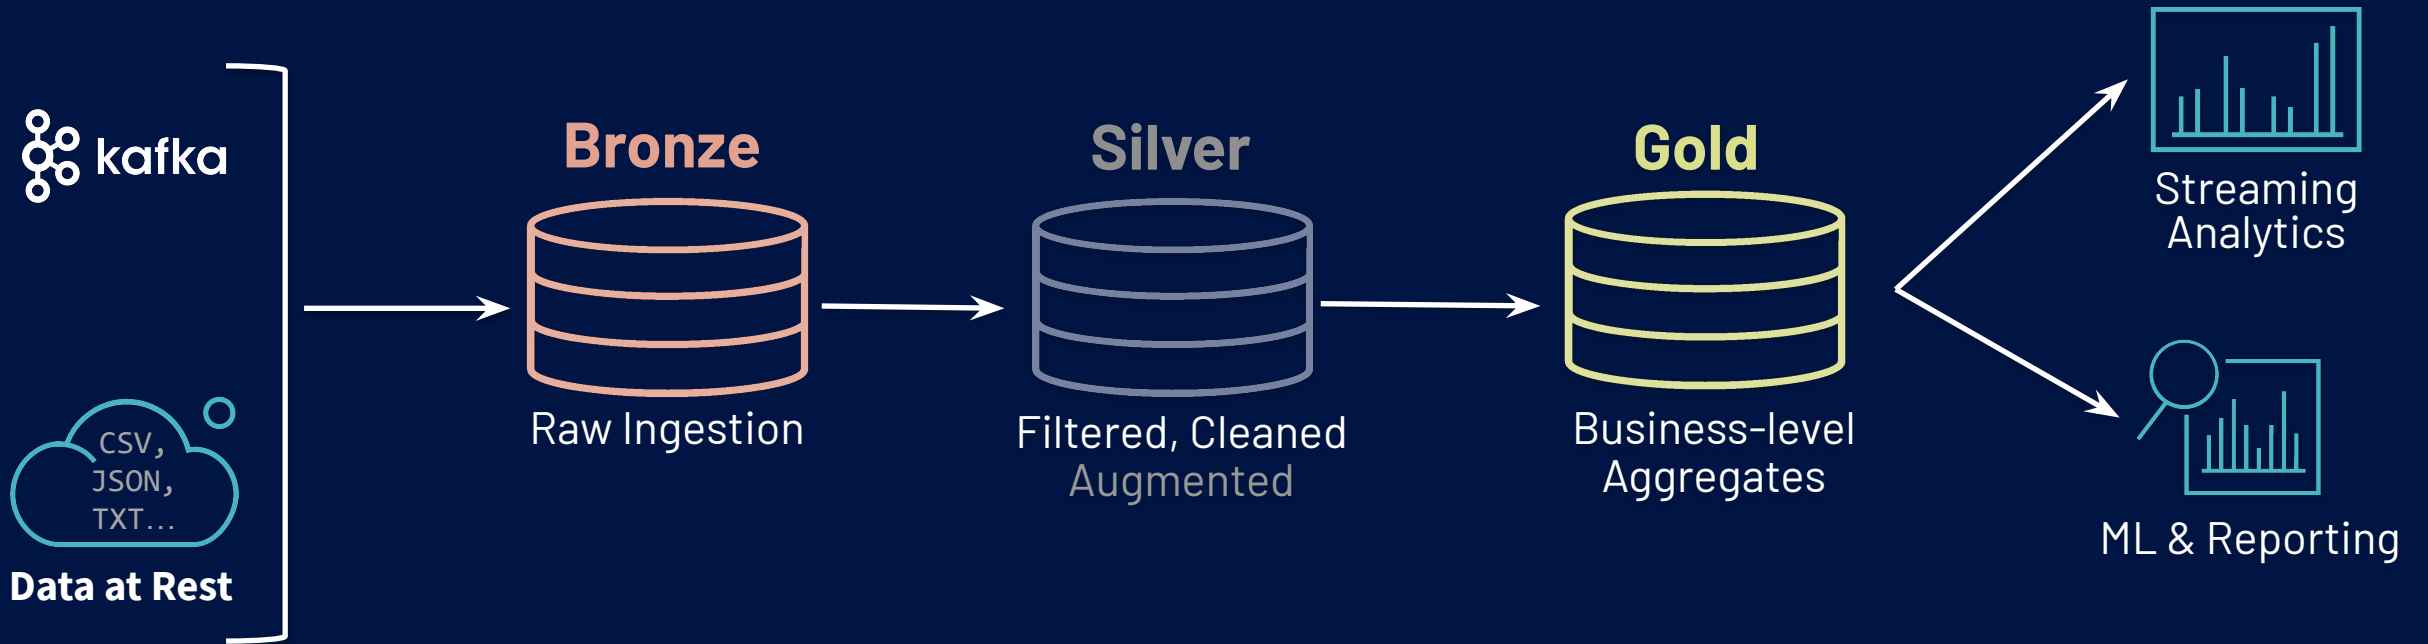 kafka
CSV,
JSON,
TXT...
Data at Rest
Bronze
Raw Ingestion
Silver
Filtered, Cleaned
Augmented
Gold
Business-level
Aggregates
Streaming
Analytics
ML & Reporting